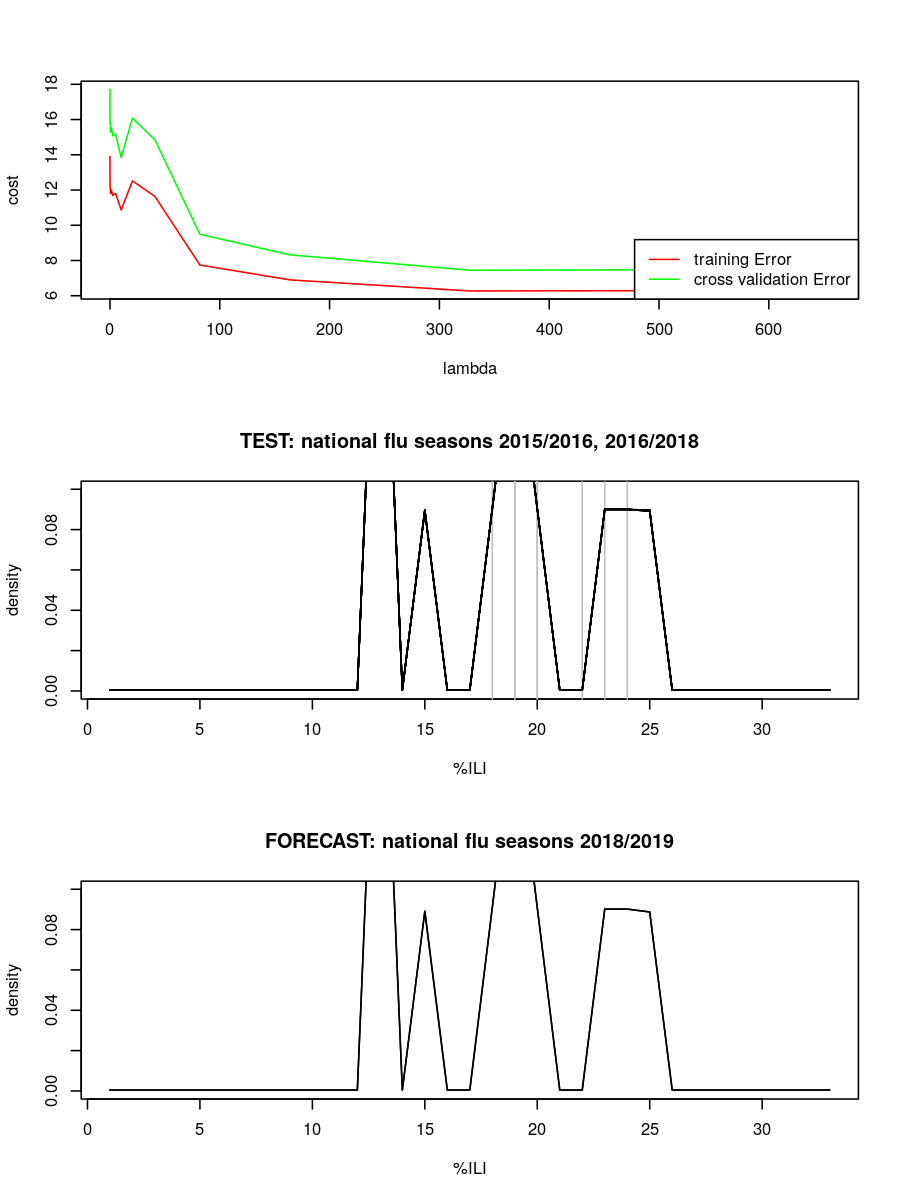 18
16
14
12
10
8
6
cost
training Error
cross validation Error
0 100 200 300 400 500 600
lambda
TEST: national flu seasons 2015/2016, 2016/2018
0.08
0.04
0.00
density
0 5 10 15 20 25 30
%ILI
FORECAST: national flu seasons 2018/2019
0.08
0.04
0.00
density
0 5 10 15 20 25 30
%ILI